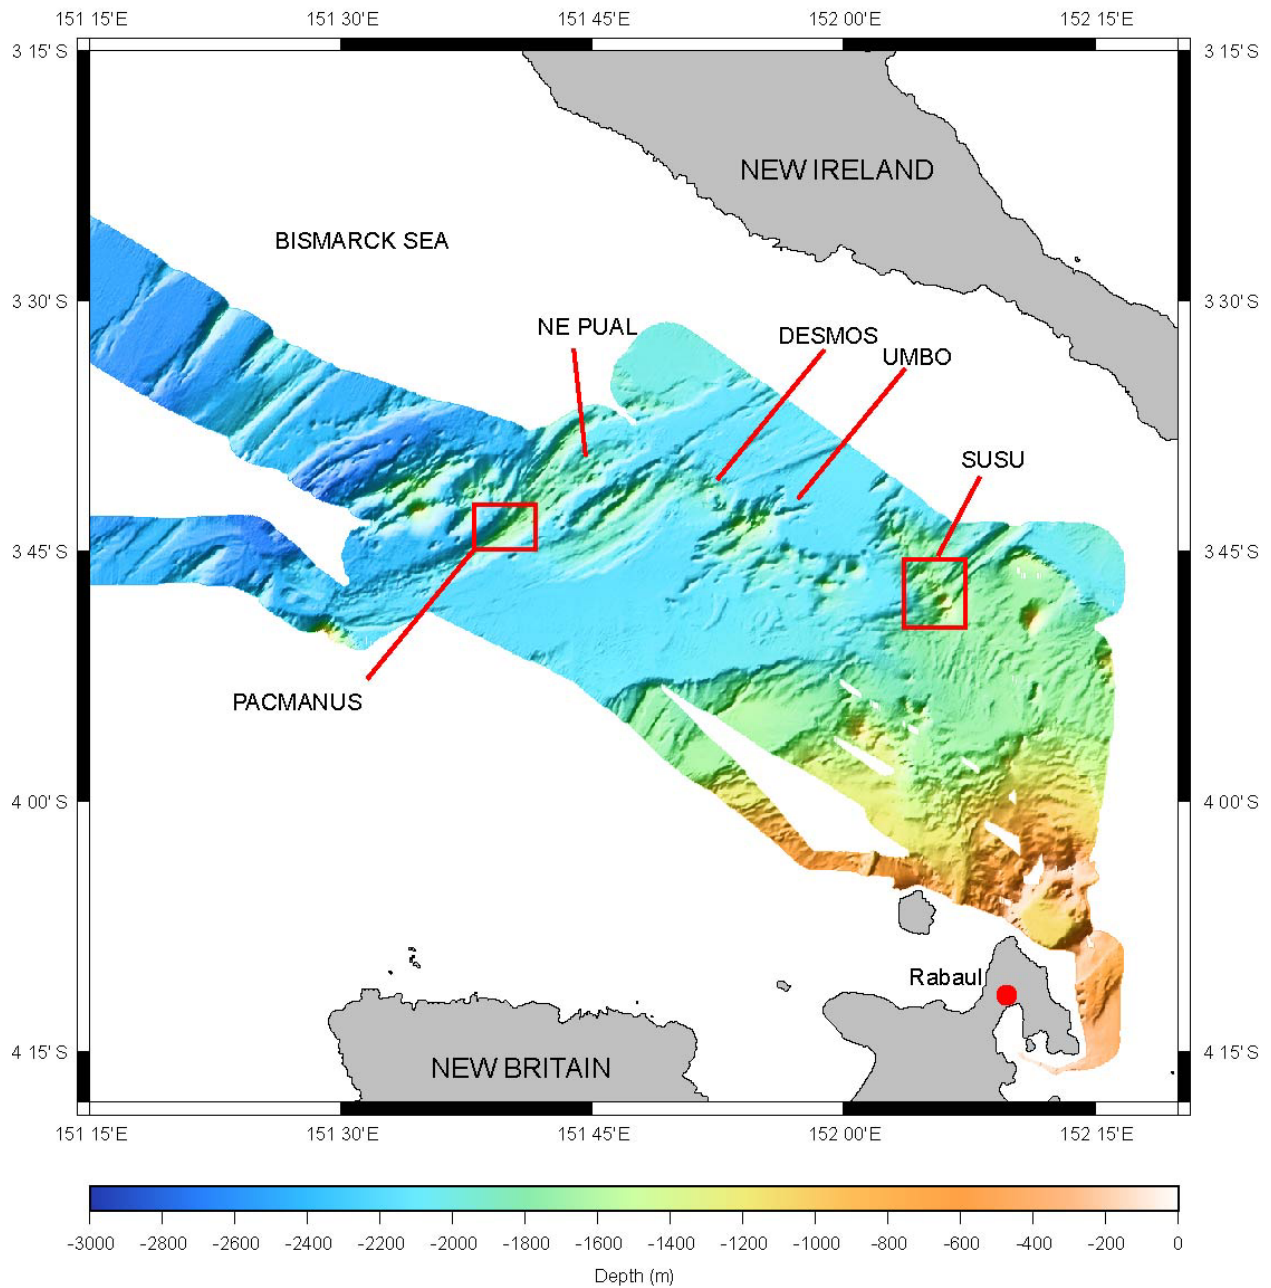 151 15'E 151 30' E 151 45'E 152 00' E 152 15'E
3 15' S 3 15' S
NEW IRELAND
BISMARCK SEA
3 30' S 3 30' S
NE PUAL
DESMOS
UMBO
SUSU
3 45' S 3 45' S
PACMANUS
4 00' S 4 00' S
Rabaul
4 15' S 4 15' S
NEW BRITAIN
151 15'E 151 30' E 151 45'E 152 00' E 152 15'E
-3000 -2800 -2600 -2400 -2200 -2000 -1800 -1600 -1400 -1200 -1000 -800 -600 -400 -200 0
Depth (m)